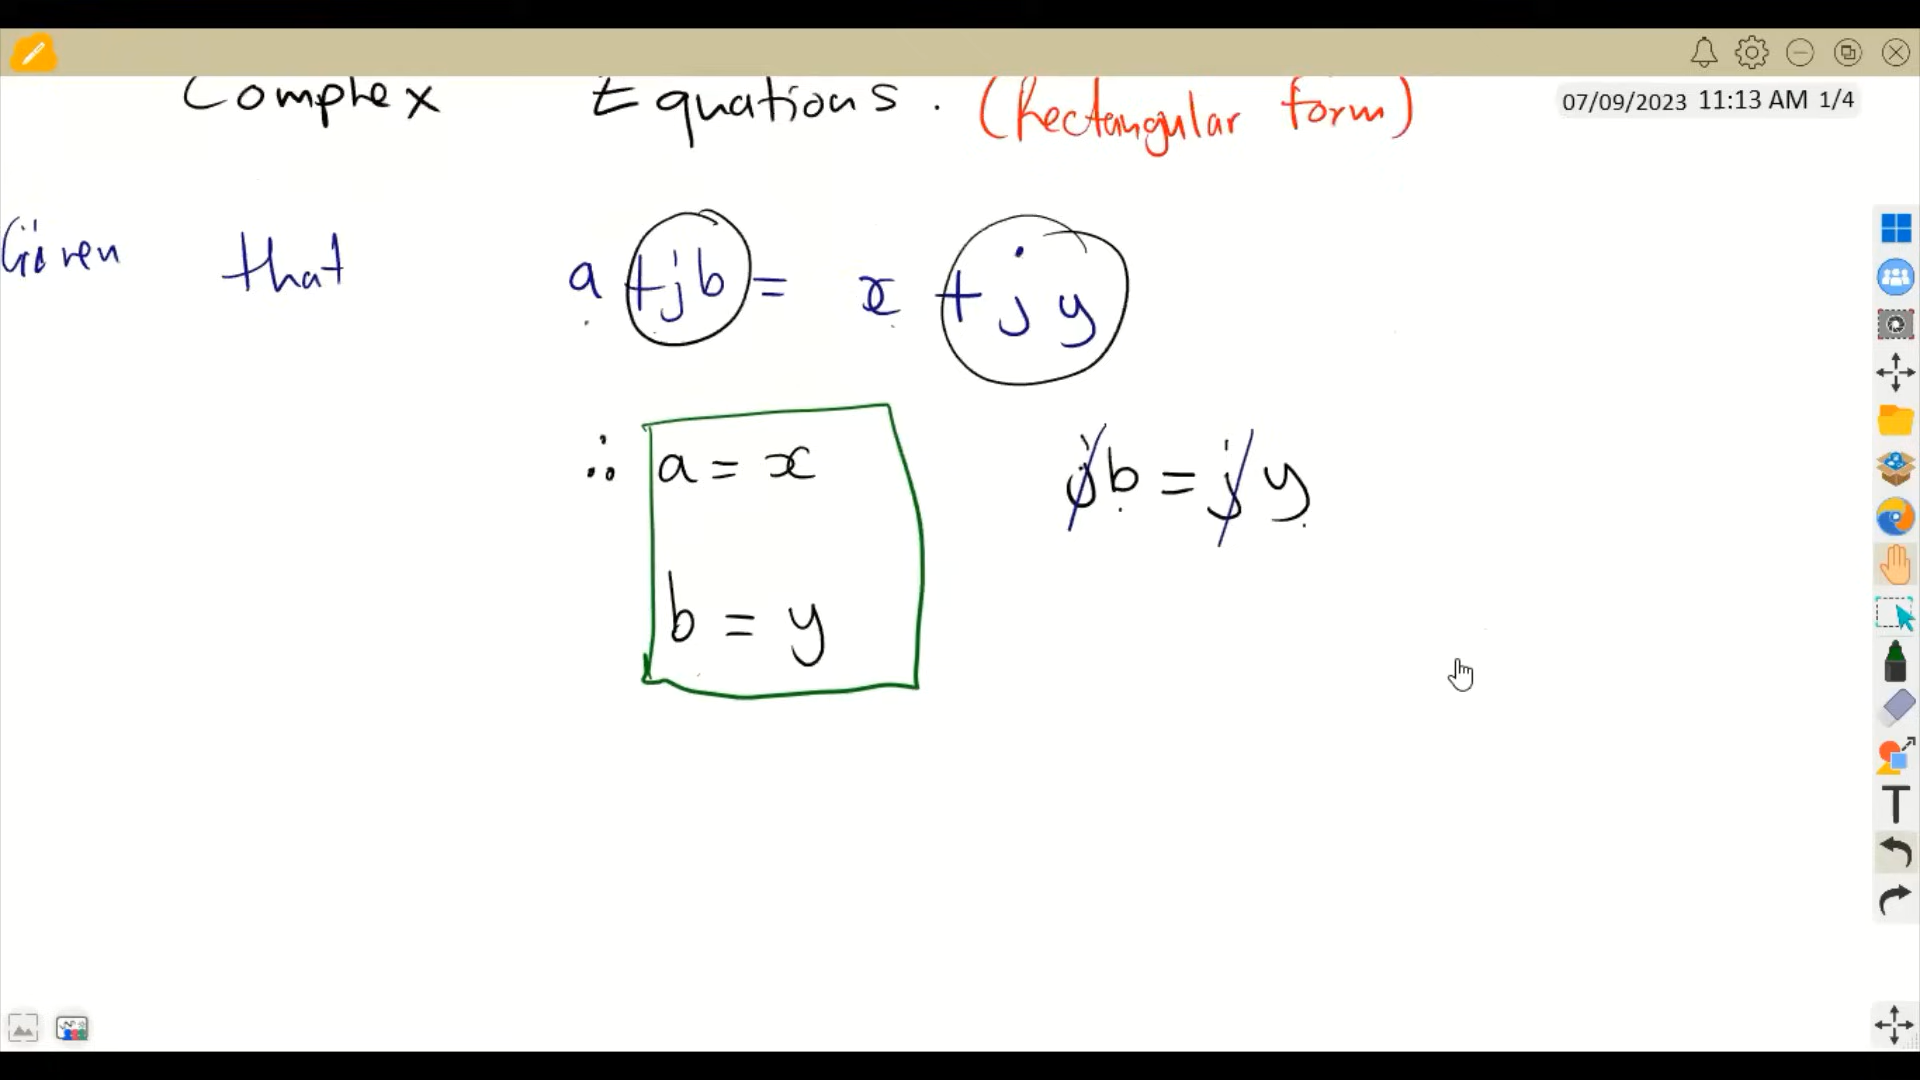 Complex Equations. (Rectangular form)
07/09/2023 11:13 AM 1/4
Given that a + jb = x + jy
∴ a = x
jb = jy
b = y
T